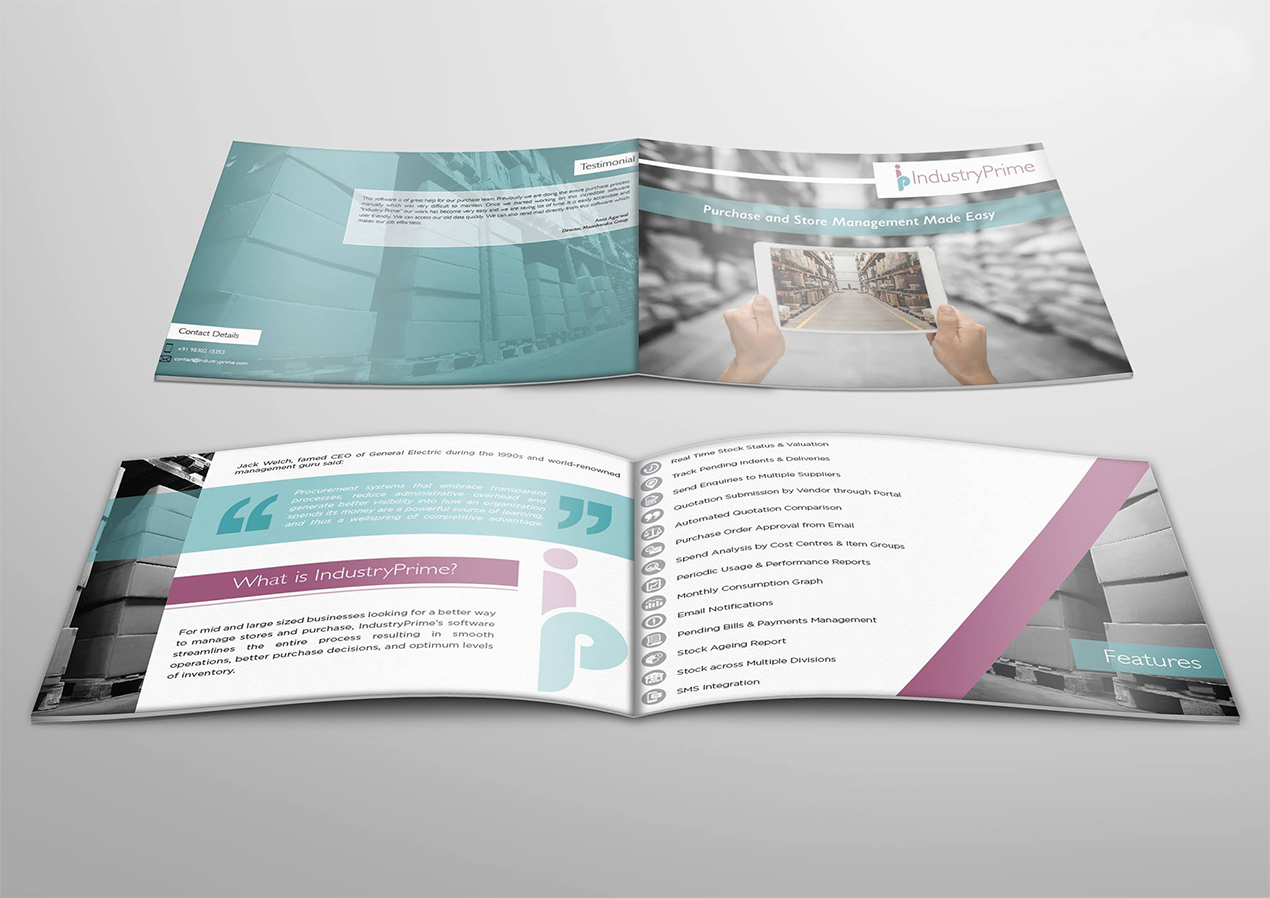 Testimonial
This software is of great help for our purchase team. Previously we are doing the entire purchase process
manually which was very difficult to maintain. Once we started working on this incredible software
"Industry Prime" our work has become very easy and we are saving lot of time. It is easily accessible and
user friendly. We can access our old data quickly. We can also send mail directly from this software which
makes our job effortless.
Amit Agarwal
Director, Group
Contact Details
+91 98302 15353
contact@industryprime.com
ip IndustryPrime
Purchase and Store Management Made Easy
Jack Welch, famed CEO of General Electric during the 1990s and world-renowned
management guru said:
“
Procurement systems that embrace transparent
processes, reduce administrative overhead and
generate better visibility into how an organization
spends its money are a powerful source of learning,
and thus a wellspring of competitive advantage.
”
What is IndustryPrime?
ip
For mid and large sized businesses looking for a better way
to manage stores and purchase, IndustryPrime's software
streamlines the entire process resulting in smooth
operations, better purchase decisions, and optimum levels
of inventory.
Real Time Stock Status & Valuation
Track Pending Indents & Deliveries
Send Enquiries to Multiple Suppliers
Quotation Submission by Vendor through Portal
Automated Quotation Comparison
Purchase Order Approval from Email
Spend Analysis by Cost Centres & Item Groups
Periodic Usage & Performance Reports
Monthly Consumption Graph
Email Notifications
Pending Bills & Payments Management
Stock Ageing Report
Stock across Multiple Divisions
SMS Integration
Features